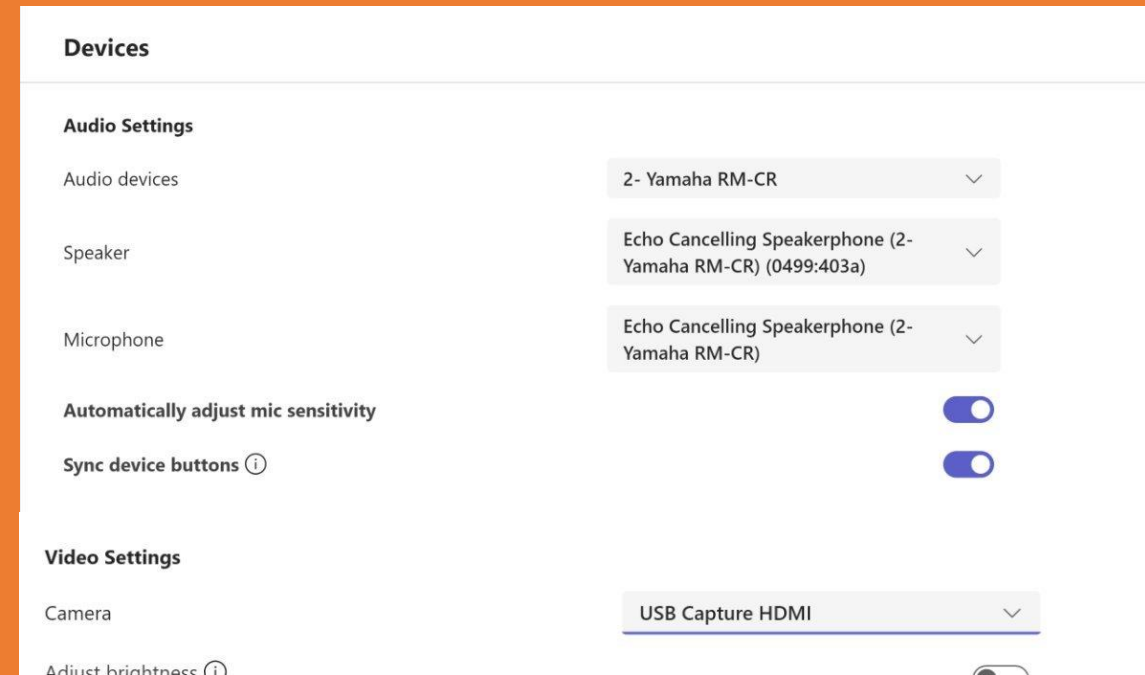 Devices
Audio Settings
Audio devices
2- Yamaha RM-CR
Speaker
Echo Cancelling Speakerphone (2-
Yamaha RM-CR) (0499:403a)
Microphone
Echo Cancelling Speakerphone (2-
Yamaha RM-CR)
Automatically adjust mic sensitivity
Sync device buttons
Video Settings
Camera
USB Capture HDMI
Adjust brightness